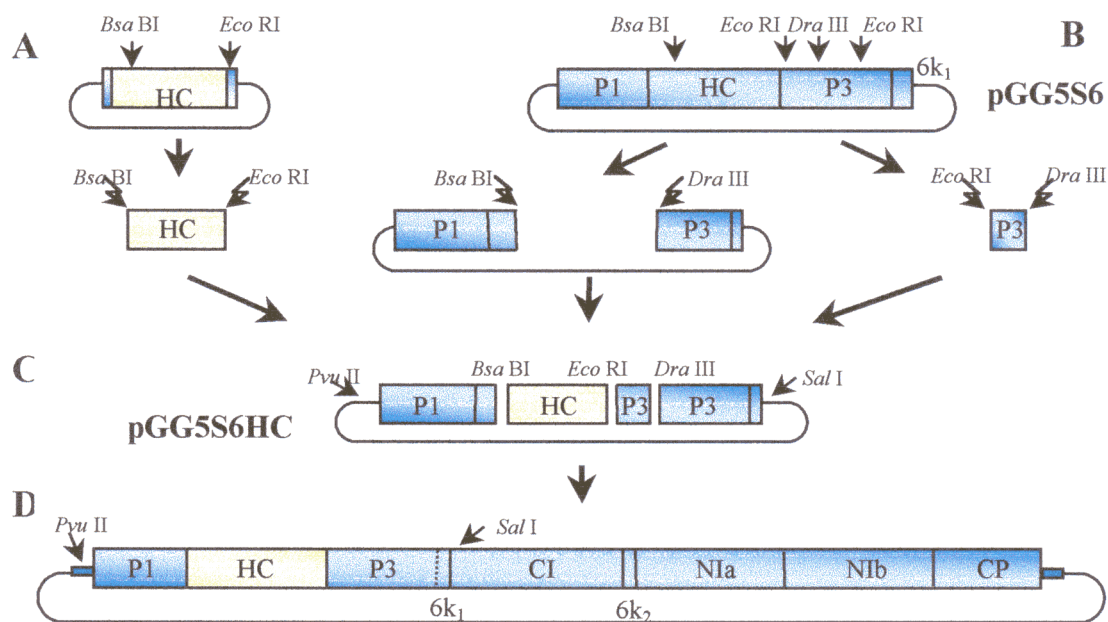 A
Bsa BI
Eco RI
HC
Bsa BI
Eco RI
Dra III
Eco RI
B
P1
HC
P3
6k1
pGG5S6
Bsa BI
Eco RI
HC
Bsa BI
Dra III
P1
P3
Eco RI
Dra III
P3
C
Pvu II
Bsa BI
Eco RI
Dra III
Sal I
P1
HC
P3
P3
pGG5S6HC
D
Pvu II
Sal I
P1
HC
P3
CI
NIa
NIb
CP
6k1
6k2